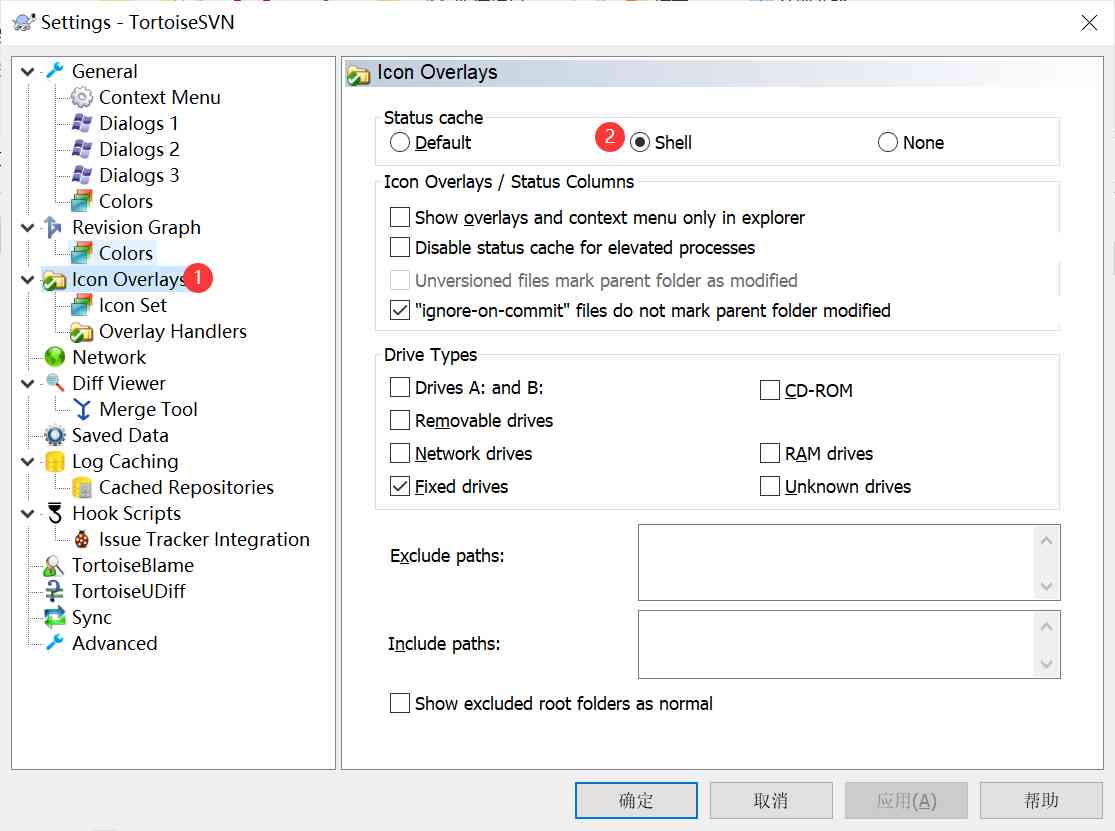 Settings - TortoiseSVN
General
Context Menu
Dialogs 1
Dialogs 2
Dialogs 3
Colors
Revision Graph
Colors
Icon Overlays 1
Icon Set
Overlay Handlers
Network
Diff Viewer
Merge Tool
Saved Data
Log Caching
Cached Repositories
Hook Scripts
Issue Tracker Integration
TortoiseBlame
TortoiseUDiff
Sync
Advanced
Icon Overlays
Status cache
Default 2 Shell None
Icon Overlays / Status Columns
Show overlays and context menu only in explorer
Disable status cache for elevated processes
Unversioned files mark parent folder as modified
"ignore-on-commit" files do not mark parent folder modified
Drive Types
Drives A: and B: CD-ROM
Removable drives
Network drives RAM drives
Fixed drives Unknown drives
Exclude paths:
Include paths:
Show excluded root folders as normal
确定 取消 应用(A) 帮助